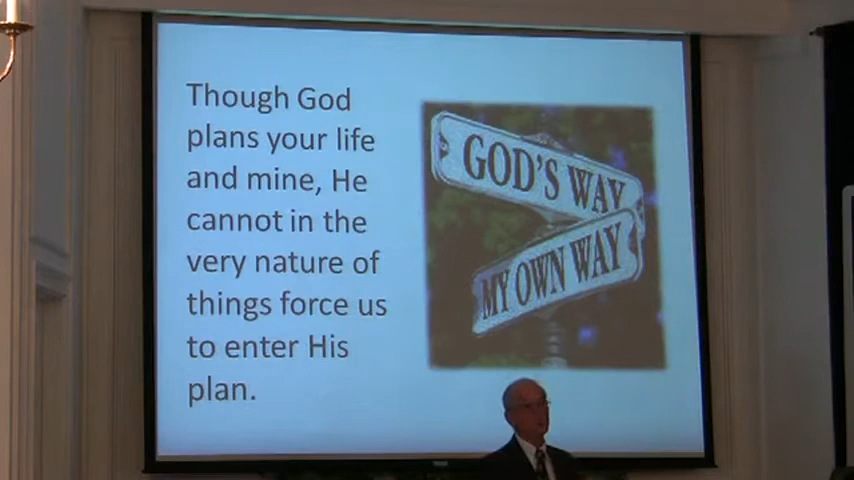 Though God
plans your life
and mine, He
cannot in the
very nature of
things force us
to enter His
plan.
GOD'S WAY
MY OWN WAY